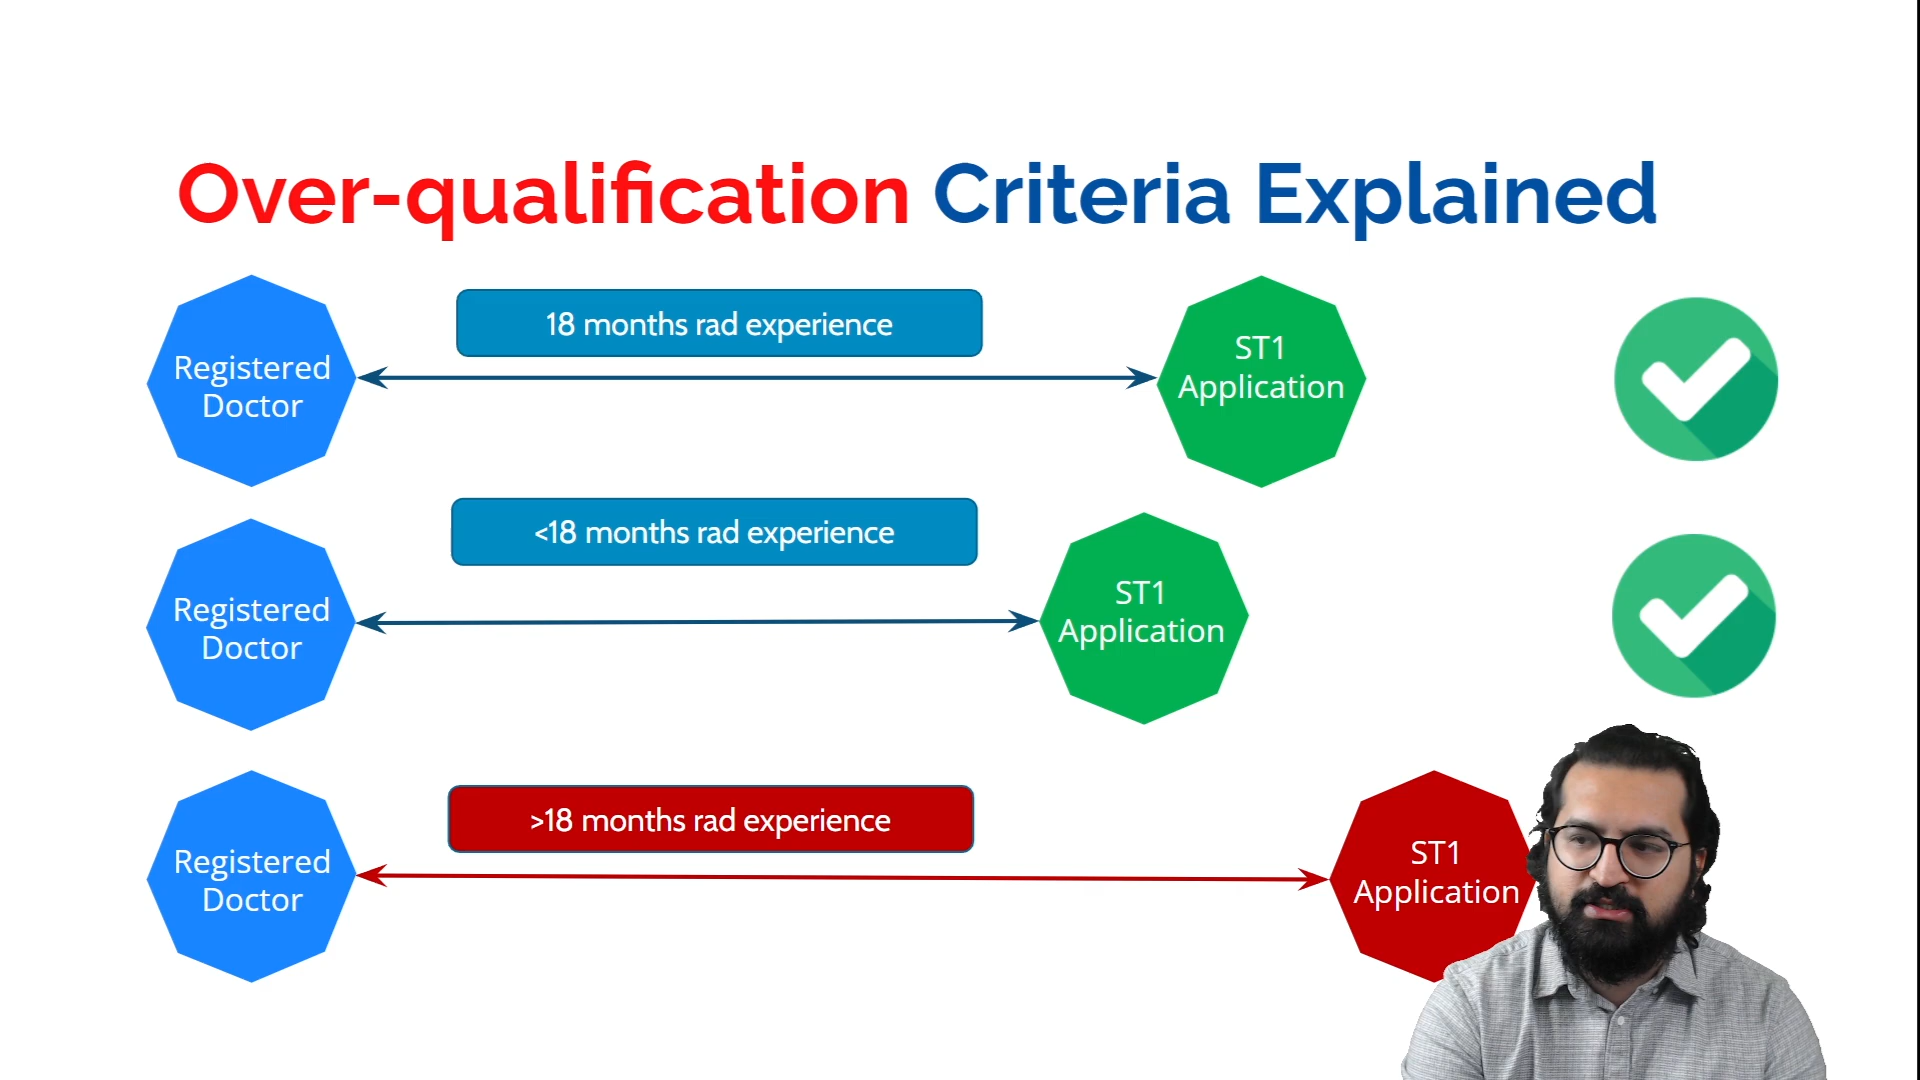 Over-qualification Criteria Explained
18 months rad experience
Registered
Doctor
ST1
Application
<18 months rad experience
Registered
Doctor
ST1
Application
>18 months rad experience
Registered
Doctor
ST1
Application